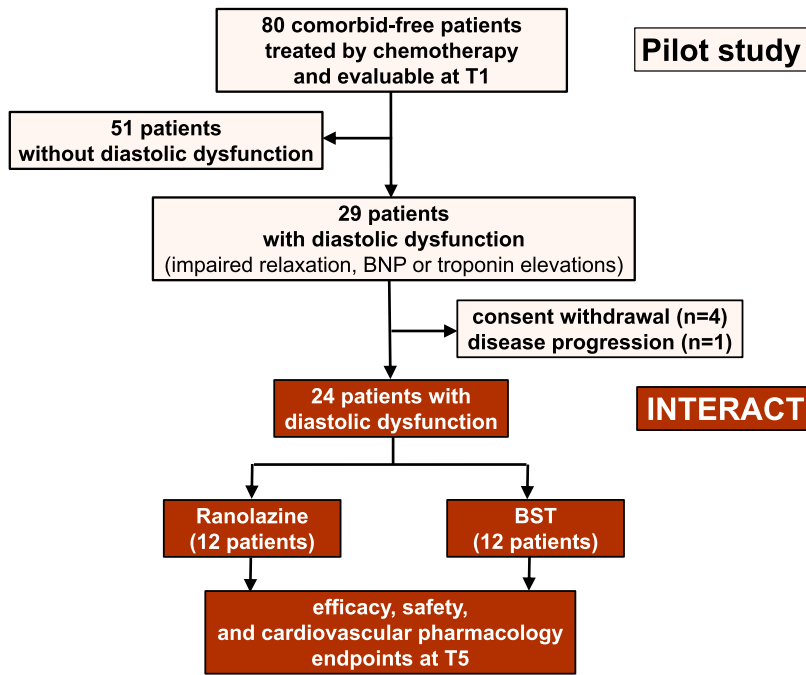 80 comorbid-free patients
treated by chemotherapy
and evaluable at T1
Pilot study
51 patients
without diastolic dysfunction
29 patients
with diastolic dysfunction
(impaired relaxation, BNP or troponin elevations)
consent withdrawal (n=4)
disease progression (n=1)
24 patients with
diastolic dysfunction
INTERACT
Ranolazine
(12 patients)
BST
(12 patients)
efficacy, safety,
and cardiovascular pharmacology
endpoints at T5